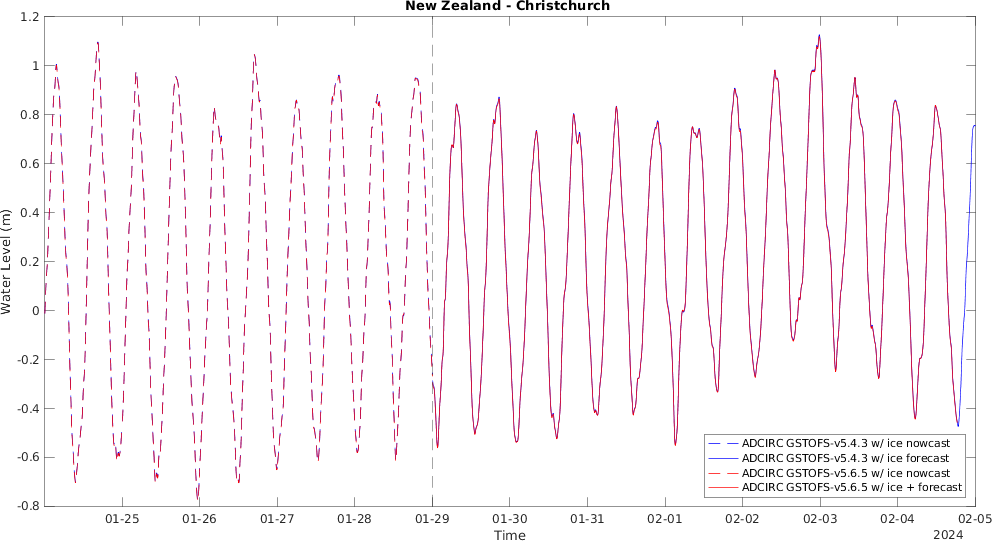 New Zealand - Christchurch
1.2
1
0.8
0.6
0.4
0.2
0
-0.2
-0.4
-0.6
-0.8
Water Level (m)
ADCIRC GSTOFS-v5.4.3 w/ ice nowcast
ADCIRC GSTOFS-v5.4.3 w/ ice forecast
ADCIRC GSTOFS-v5.6.5 w/ ice nowcast
ADCIRC GSTOFS-v5.6.5 w/ ice + forecast
01-25 01-26 01-27 01-28 01-29 01-30 01-31 02-01 02-02 02-03 02-04 02-05
Time
2024